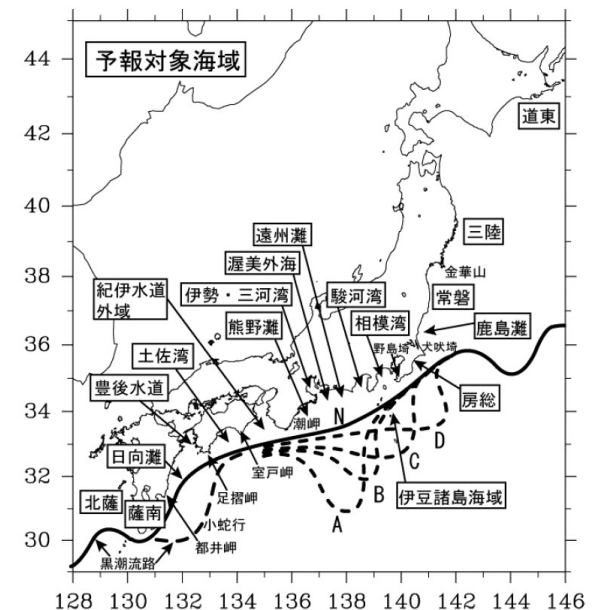 予報対象海域
44
42
40
38
36
34
32
30
道東
三陸
金華山
常磐
鹿島灘
遠州灘
渥美外海
伊勢・三河湾
駿河湾
紀伊水道
外域
熊野灘
相模湾
野島埼
犬吠埼
土佐湾
房総
豊後水道
潮岬
N
D
日向灘
室戸岬
C
B
伊豆諸島海域
足摺岬
北薩
薩南
A
小蛇行
都井岬
黒潮流路
128
130
132
134
136
138
140
142
144
146